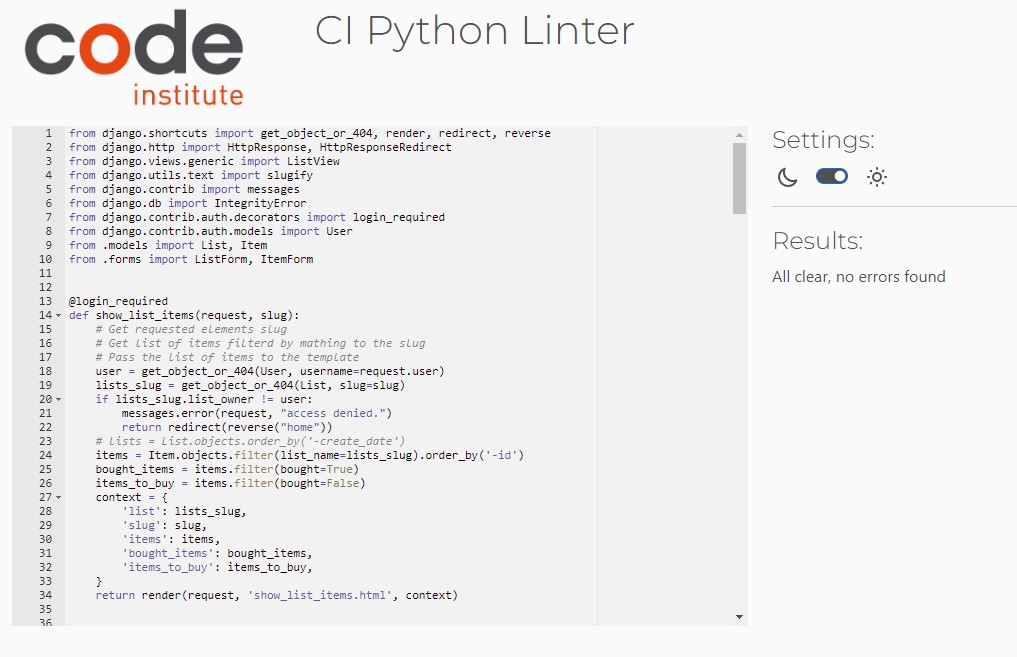 code
institute
CI Python Linter
1 from django.shortcuts import get_object_or_404, render, redirect, reverse
2 from django.http import HttpResponse, HttpResponseRedirect
3 from django.views.generic import ListView
4 from django.utils.text import slugify
5 from django.contrib import messages
6 from django.db import IntegrityError
7 from django.contrib.auth.decorators import login_required
8 from django.contrib.auth.models import User
9 from .models import List, Item
10 from .forms import ListForm, ItemForm
11
12
13 @login_required
14 def show_list_items(request, slug):
15     # Get requested elements slug
16     # Get list of items filterd by mathing to the slug
17     # Pass the list of items to the template
18     user = get_object_or_404(User, username=request.user)
19     lists_slug = get_object_or_404(List, slug=slug)
20     if lists_slug.list_owner != user:
21         messages.error(request, "access denied.")
22         return redirect(reverse("home"))
23     # lists = List.objects.order_by('-create_date')
24     items = Item.objects.filter(list_name=lists_slug).order_by('-id')
25     bought_items = items.filter(bought=True)
26     items_to_buy = items.filter(bought=False)
27     context = {
28         'list': lists_slug,
29         'slug': slug,
30         'items': items,
31         'bought_items': bought_items,
32         'items_to_buy': items_to_buy,
33     }
34     return render(request, 'show_list_items.html', context)
35
36
Settings:
Results:
All clear, no errors found